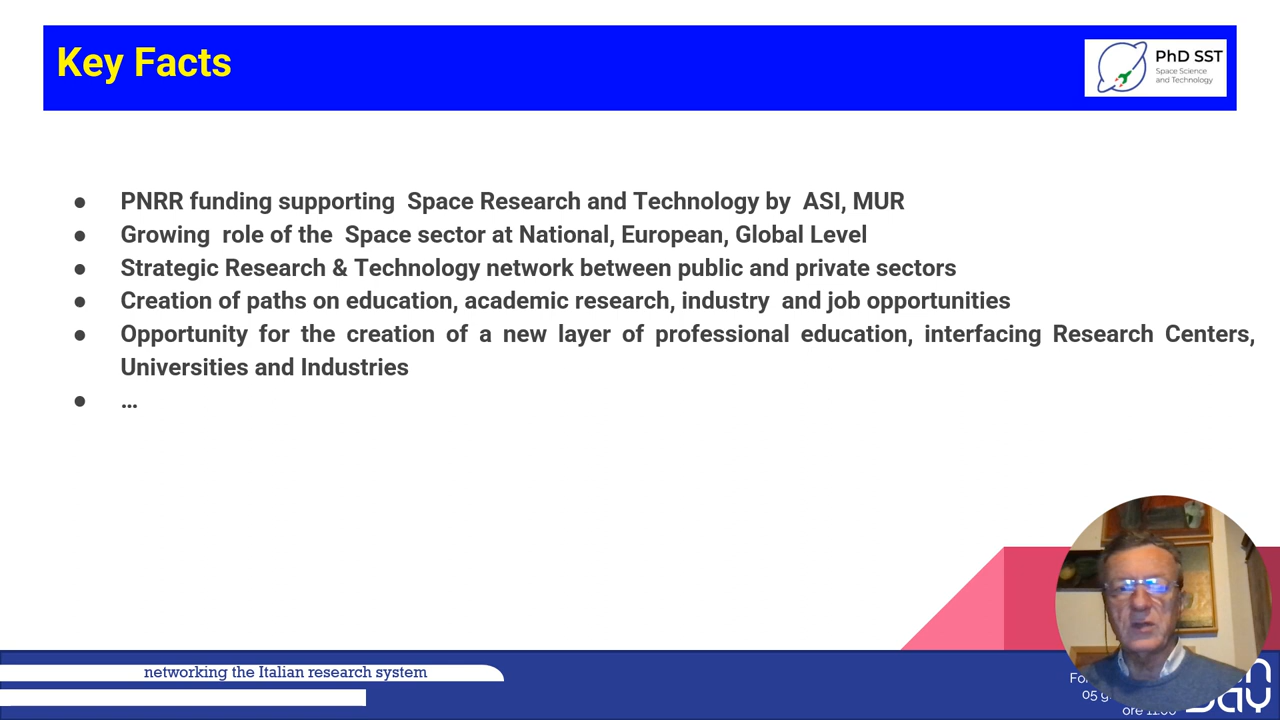 Key Facts
PhD SST
Space Science
and Technology
● PNRR funding supporting Space Research and Technology by ASI, MUR
● Growing role of the Space sector at National, European, Global Level
● Strategic Research & Technology network between public and private sectors
● Creation of paths on education, academic research, industry and job opportunities
● Opportunity for the creation of a new layer of professional education, interfacing Research Centers,
Universities and Industries
● …
networking the Italian research system
05
ore